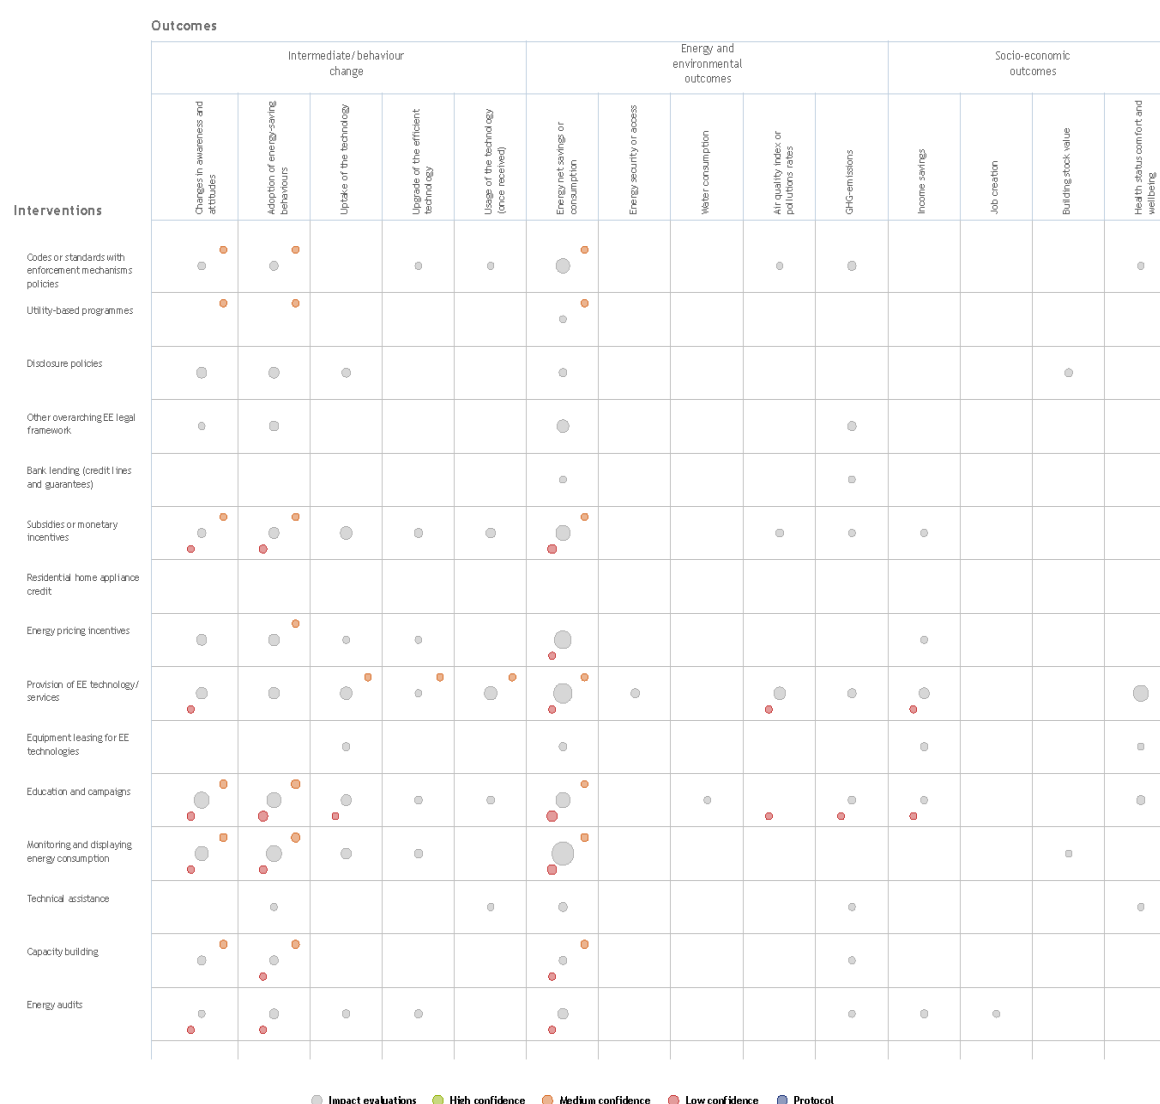 Outcomes
Intermediate/behaviour
change
Energy and
environmental
outcomes
Socio-economic
outcomes
Interventions
Changes in awareness and
attitudes
Adoption of energy-saving
behaviours
Uptake of the technology
Upgrade of the efficient
technology
Usage of the technology
(once received)
Energy net savings or
consumption
Energy security or access
Water consumption
Air quality index or
pollutions rates
GHG-emissions
Income savings
Job creation
Building stock value
Health status comfort and
wellbeing
Codes or standards with
enforcement mechanisms
policies
Utility-based programmes
Disclosure policies
Other overarching EE legal
framework
Bank lending (credit lines
and guarantees)
Subsidies or monetary
incentives
Residential home appliance
credit
Energy pricing incentives
Provision of EE technology/
services
Equipment leasing for EE
technologies
Education and campaigns
Monitoring and displaying
energy consumption
Technical assistance
Capacity building
Energy audits
Impact evaluations High confidence Medium confidence Low confidence Protocol